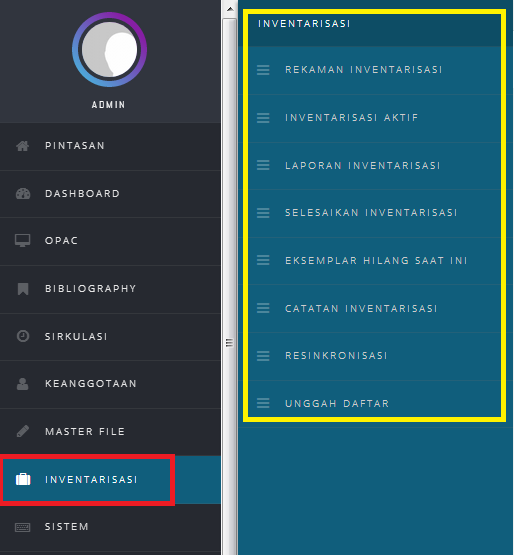 ADMIN
PINTASAN
DASHBOARD
OPAC
BIBLIOGRAPHY
SIRKULASI
KEANGGOTAAN
MASTER FILE
INVENTARISASI
SISTEM
INVENTARISASI
REKAMAN INVENTARISASI
INVENTARISASI AKTIF
LAPORAN INVENTARISASI
SELESAIKAN INVENTARISASI
EKSEMPLAR HILANG SAAT INI
CATATAN INVENTARISASI
RESINKRONISASI
UNGGAH DAFTAR